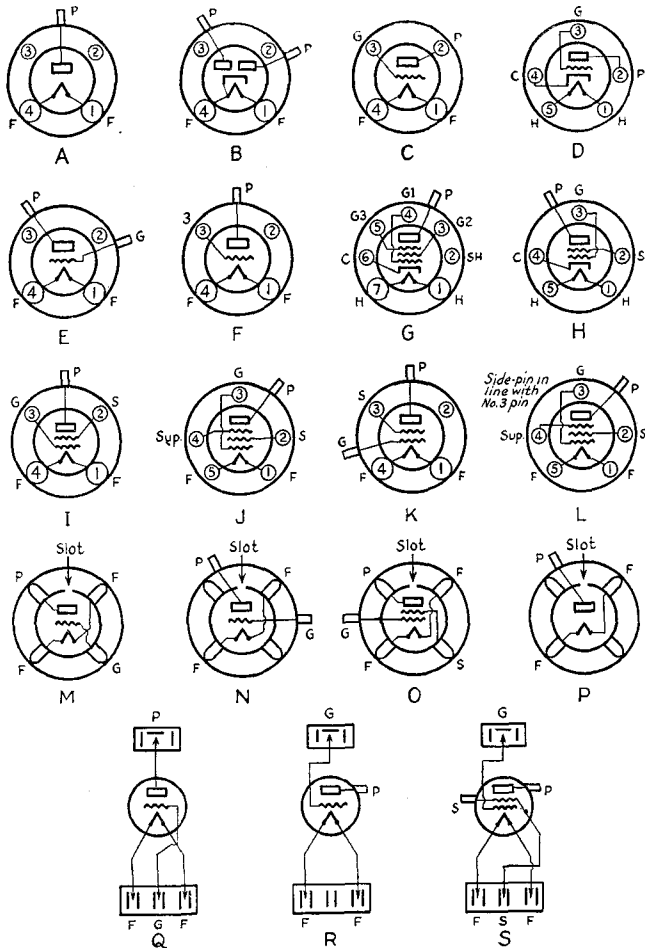 P
3 2
4 1
F F
A
P P
3 2
4 1
F F
B
G P
3 2
4 1
F F
C
G
3
C 4 2 P
5 1
H H
D
P
3 2 G
4 1
F F
E
P
3
3 2
4 1
F F
F
G1 P
G3 4 G2
5 3
C 6 2 SH
7 1
H H
G
G
3
C 4 2 S
5 1
H H
H
P
G S
3 2
4 1
F F
I
G
3 P
Sup. 4 2 S
5 1
F F
J
P
S
3 2
G
4 1
F F
K
Side-pin in
line with
No.3 pin
G
3 P
Sup. 4 2 S
5 1
F F
L
Slot
P F
F G
M
Slot
P F
G
F
N
Slot
P F
G
F S
O
Slot
P F
F
P
P
F G F
Q
G
P
F F
R
G
P
S
F S F
S